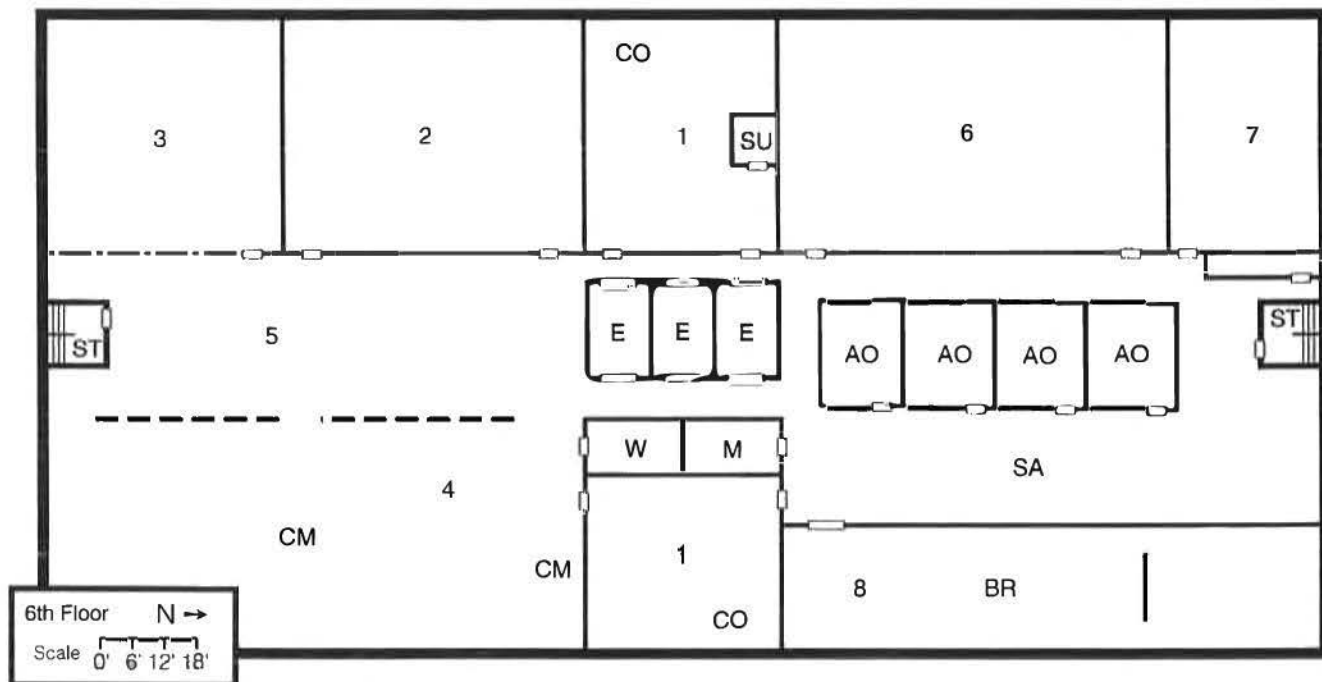 CO
3
2
1
SU
6
7
ST
5
E
E
E
AO
AO
AO
AO
ST
W
M
SA
4
CM
CM
1
CO
8
BR
6th Floor N →
Scale 0' 6' 12' 18'